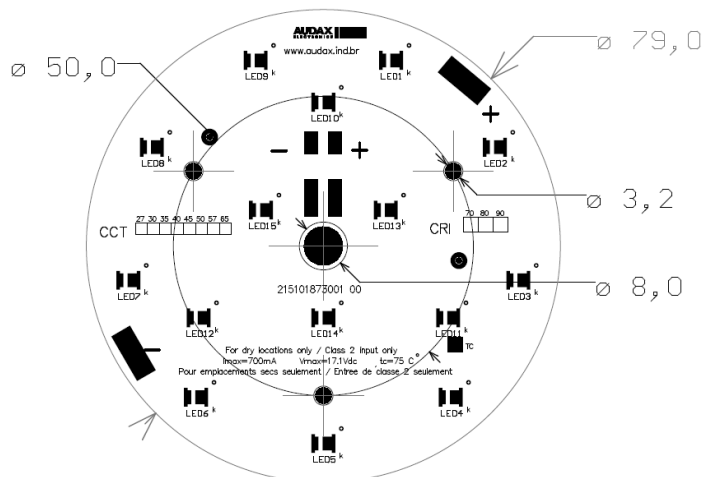 AUDAX
ELECTRONICS
www.audax.ind.br
ø 79,0
ø 50,0
LED9 k
LED1 k
LED10 k
+
LED8 k
- +
LED2 k
ø 3,2
27 30 35 40 45 50 57 65
CCT
LED15 k
LED13 k
CRI
70 80 90
LED7 k
215101873001 00
LED3 k
ø 8,0
LED12 k
LED14 k
LED11 k
TC
-
For dry locations only / Class 2 Input only
Imax=700mA Vmax=17.1Vdc tc=75 C°
Pour emplacements secs seulement / Entree de classe 2 seulement
LED6 k
LED4 k
LED5 k